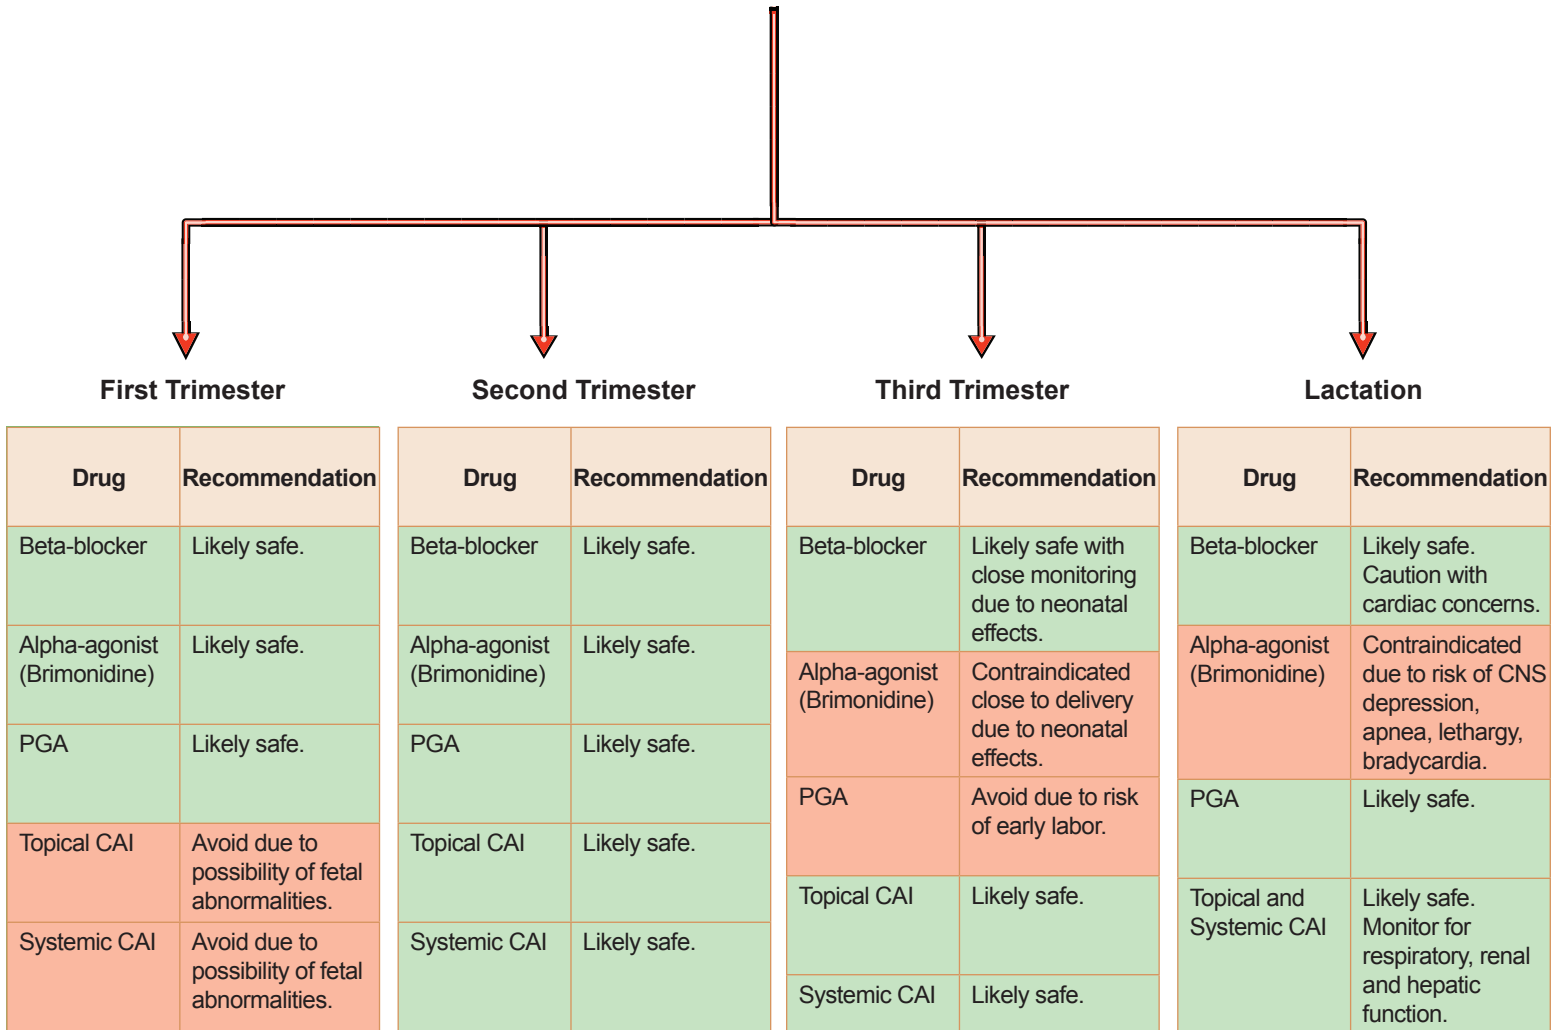 First Trimester
Drug Recommendation
Beta-blocker Likely safe.
Alpha-agonist Likely safe.
(Brimonidine)
PGA Likely safe.
Topical CAI Avoid due to
possibility of fetal
abnormalities.
Systemic CAI Avoid due to
possibility of fetal
abnormalities.
Second Trimester
Drug Recommendation
Beta-blocker Likely safe.
Alpha-agonist Likely safe.
(Brimonidine)
PGA Likely safe.
Topical CAI Likely safe.
Systemic CAI Likely safe.
Third Trimester
Drug Recommendation
Beta-blocker Likely safe with
close monitoring
due to neonatal
effects.
Alpha-agonist Contraindicated
(Brimonidine) close to delivery
due to neonatal
effects.
PGA Avoid due to risk
of early labor.
Topical CAI Likely safe.
Systemic CAI Likely safe.
Lactation
Drug Recommendation
Beta-blocker Likely safe.
Caution with
cardiac concerns.
Alpha-agonist Contraindicated
(Brimonidine) due to risk of CNS
depression,
apnea, lethargy,
bradycardia.
PGA Likely safe.
Topical and Likely safe.
Systemic CAI Monitor for
respiratory, renal
and hepatic
function.